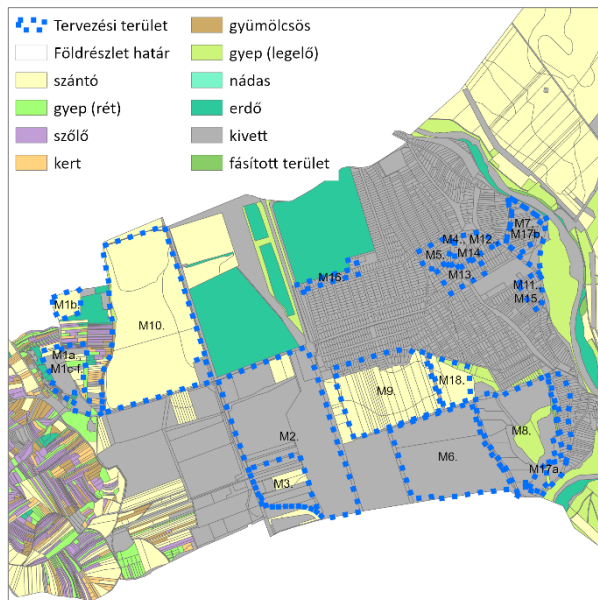 Tervezési terület
Földrészlet határ
szántó
gyep (rét)
szőlő
kert
gyümölcsös
gyep (legelő)
nádas
erdő
kivett
fásított terület
M7.
M17b.
M4.
M12.
M5.
M14.
M13.
M16.
M11.
M15.
M1b.
M10.
M1a.,
M1c-f.
M9.
M18.
M2.
M8.
M6.
M3.
M17a.